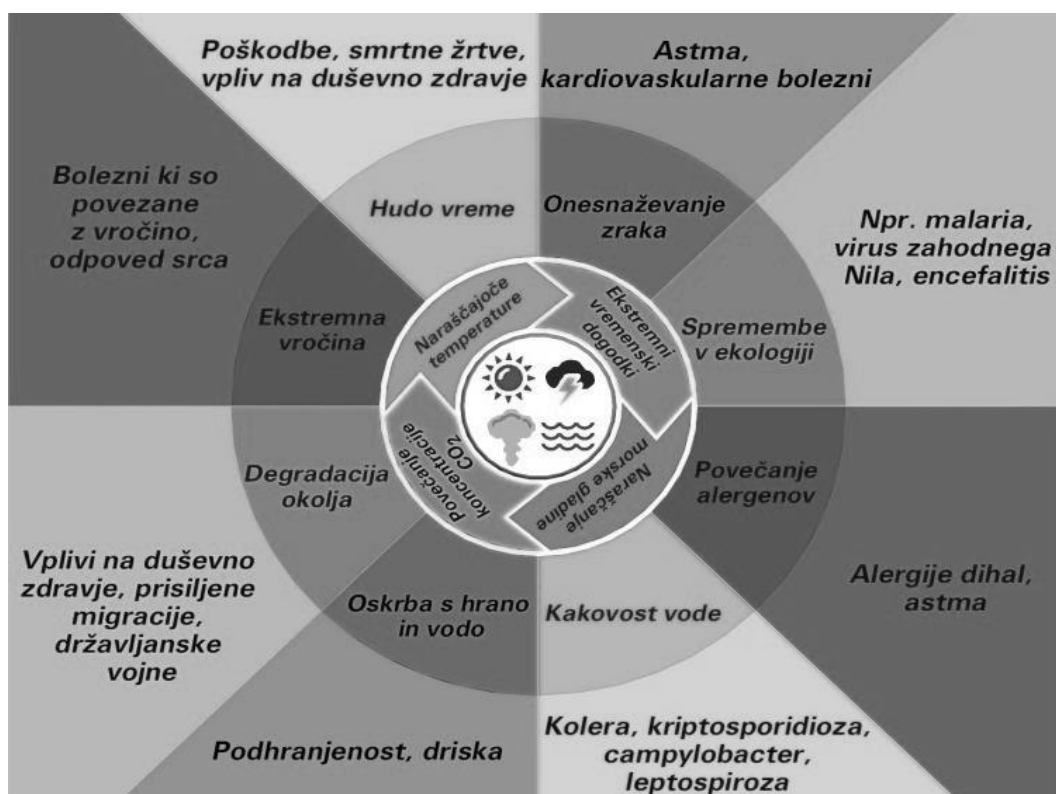 Poškodbe, smrtne žrtve,
vpliv na duševno zdravje
Astma,
kardiovaskularne bolezni
Bolezni ki so
povezane
z vročino,
odpoved srca
Hudo vreme
Onesnaževanje
zraka
Npr. malaria,
virus zahodnega
Nila, encefalitis
Ekstremna
vročina
Naraščajoče
temperature
Ekstremni
vremenski
dogodki
Spremembe
v ekologiji
Degradacija
okolja
Povečanje
koncentracije
CO₂
Naraščanje
morske gladine
Povečanje
alergenov
Vplivi na duševno
zdravje, prisiljene
migracije,
državljanske
vojne
Oskrba s hrano
in vodo
Kakovost vode
Alergije dihal,
astma
Podhranjenost, driska
Kolera, kriptosporidioza,
campylobacter,
leptospiroza